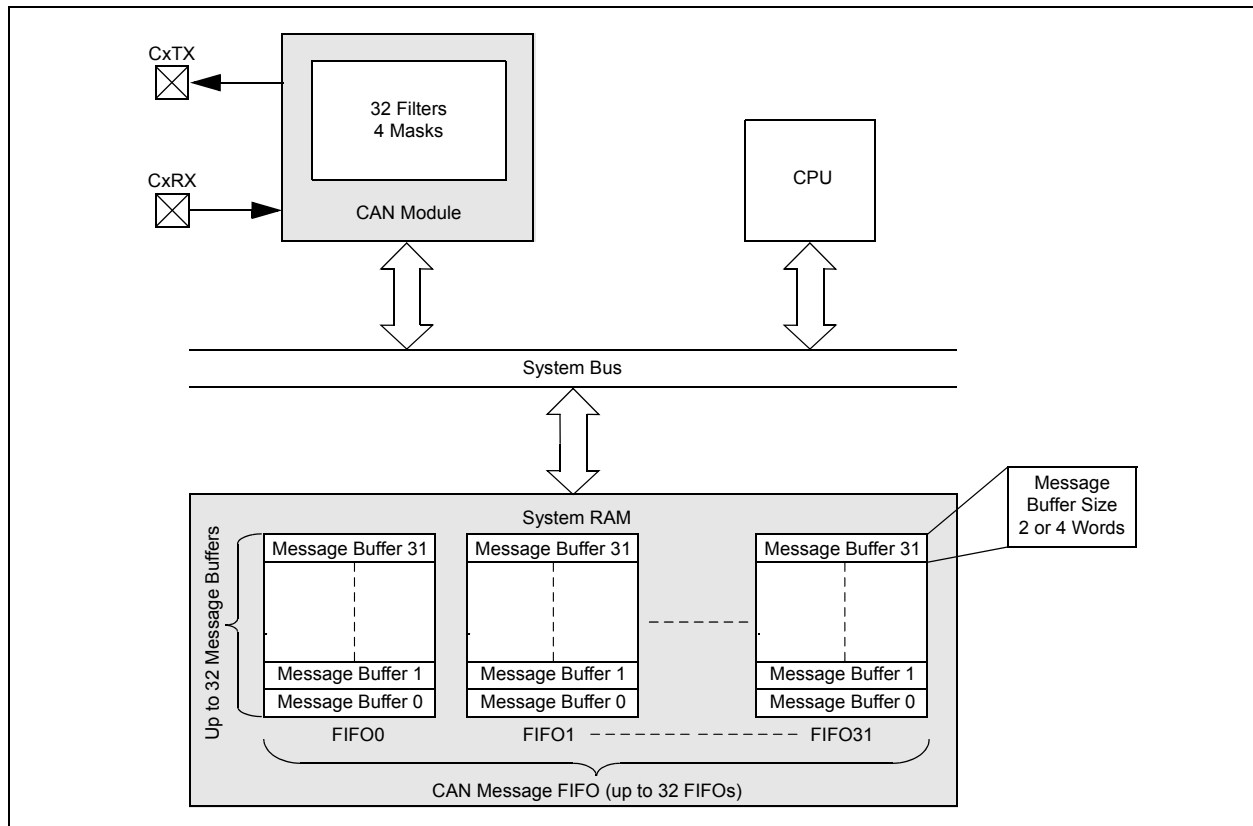 CxTX
32 Filters
4 Masks
CPU
CxRX
CAN Module
System Bus
Message
Buffer Size
2 or 4 Words
System RAM
Up to 32 Message Buffers
Message Buffer 31
Message Buffer 31
Message Buffer 31
Message Buffer 1
Message Buffer 1
Message Buffer 1
Message Buffer 0
Message Buffer 0
Message Buffer 0
FIFO0
FIFO1
FIFO31
CAN Message FIFO (up to 32 FIFOs)